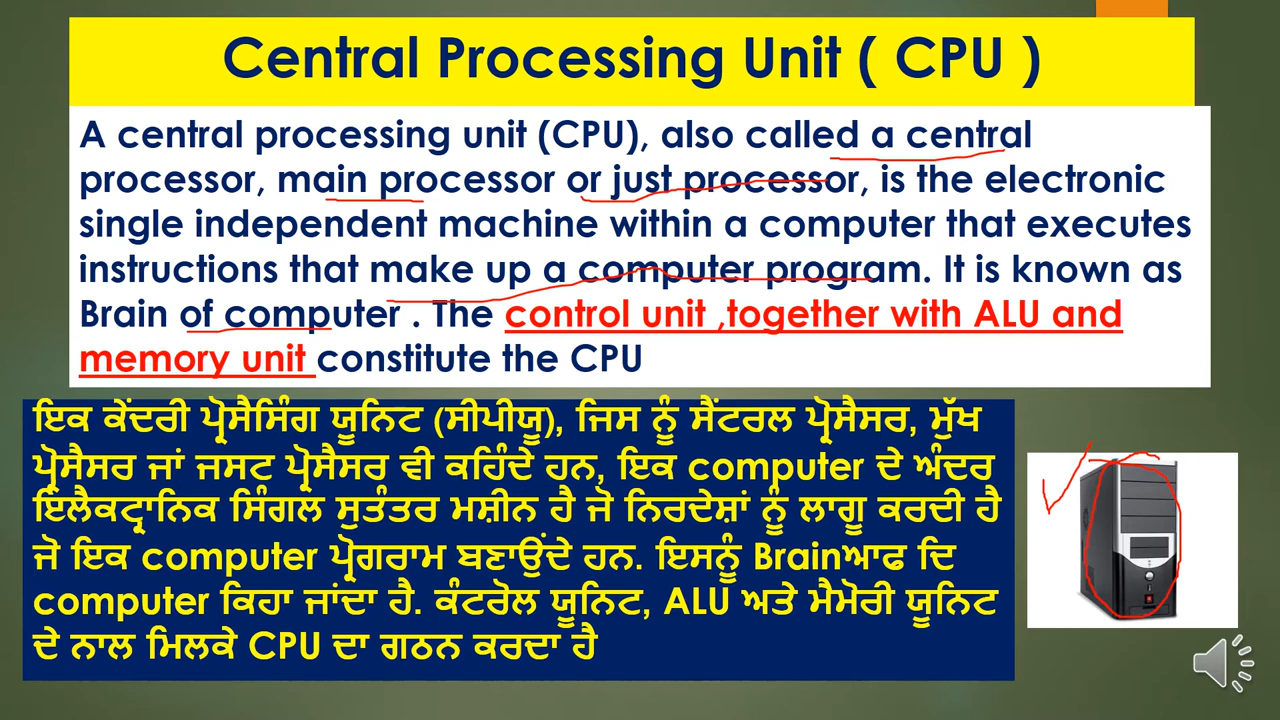 Central Processing Unit ( CPU )
A central processing unit (CPU), also called a central
processor, main processor or just processor, is the electronic
single independent machine within a computer that executes
instructions that make up a computer program. It is known as
Brain of computer . The control unit ,together with ALU and
memory unit constitute the CPU
ਇਕ ਕੇਂਦਰੀ ਪ੍ਰੋਸੈਸਿੰਗ ਯੂਨਿਟ (ਸੀਪੀਯੂ), ਜਿਸ ਨੂੰ ਸੈਂਟਰਲ ਪ੍ਰੋਸੈਸਰ, ਮੁੱਖ
ਪ੍ਰੋਸੈਸਰ ਜਾਂ ਜਸਟ ਪ੍ਰੋਸੈਸਰ ਵੀ ਕਹਿੰਦੇ ਹਨ, ਇਕ computer ਦੇ ਅੰਦਰ
ਇਲੈਕਟ੍ਰਾਨਿਕ ਸਿੰਗਲ ਸੁਤੰਤਰ ਮਸ਼ੀਨ ਹੈ ਜੋ ਨਿਰਦੇਸ਼ਾਂ ਨੂੰ ਲਾਗੂ ਕਰਦੀ ਹੈ
ਜੋ ਇਕ computer ਪ੍ਰੋਗਰਾਮ ਬਣਾਉਂਦੇ ਹਨ. ਇਸਨੂੰ Brainਆਫ ਦਿ
computer ਕਿਹਾ ਜਾਂਦਾ ਹੈ. ਕੰਟਰੋਲ ਯੂਨਿਟ, ALU ਅਤੇ ਮੈਮੋਰੀ ਯੂਨਿਟ
ਦੇ ਨਾਲ ਮਿਲਕੇ CPU ਦਾ ਗਠਨ ਕਰਦਾ ਹੈ